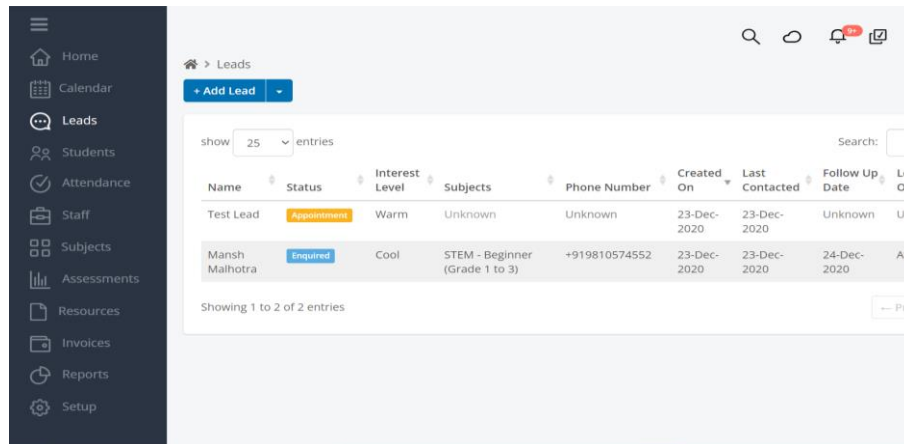 9+
Home
Calendar
Leads
Students
Attendance
Staff
Subjects
Assessments
Resources
Invoices
Reports
Setup
> Leads
+ Add Lead
show 25 entries
Search:
Name Status Interest Level Subjects Phone Number Created On Last Contacted Follow Up Date
Test Lead Appointment Warm Unknown Unknown 23-Dec-2020 23-Dec-2020 Unknown
Mansh Malhotra Enquired Cool STEM - Beginner (Grade 1 to 3) +919810574552 23-Dec-2020 23-Dec-2020 24-Dec-2020
Showing 1 to 2 of 2 entries